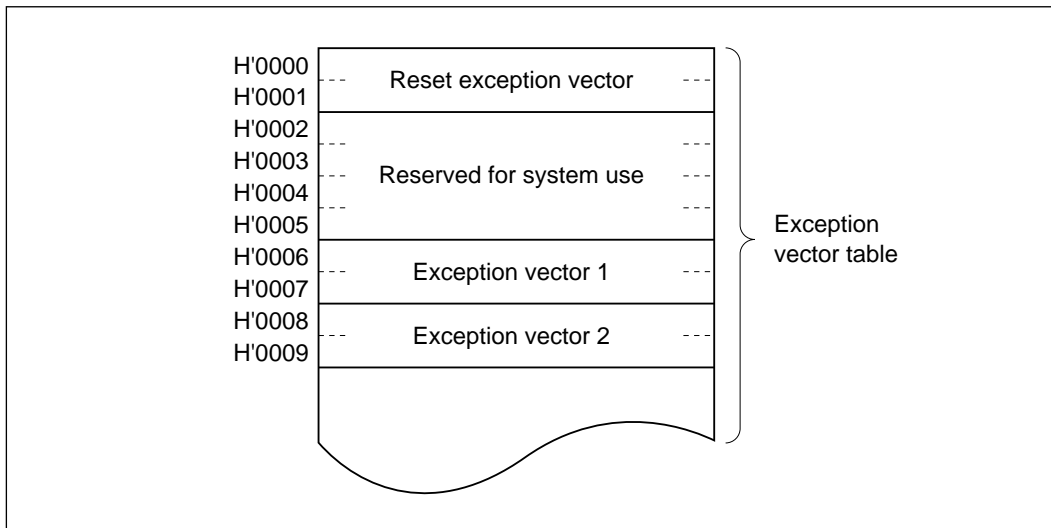 H'0000
H'0001
H'0002
H'0003
H'0004
H'0005
H'0006
H'0007
H'0008
H'0009
Reset exception vector
Reserved for system use
Exception vector 1
Exception vector 2
Exception
vector table